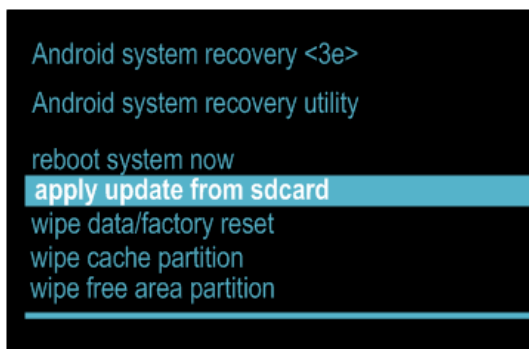 Android system recovery <3e>
Android system recovery utility
reboot system now
apply update from sdcard
wipe data/factory reset
wipe cache partition
wipe free area partition